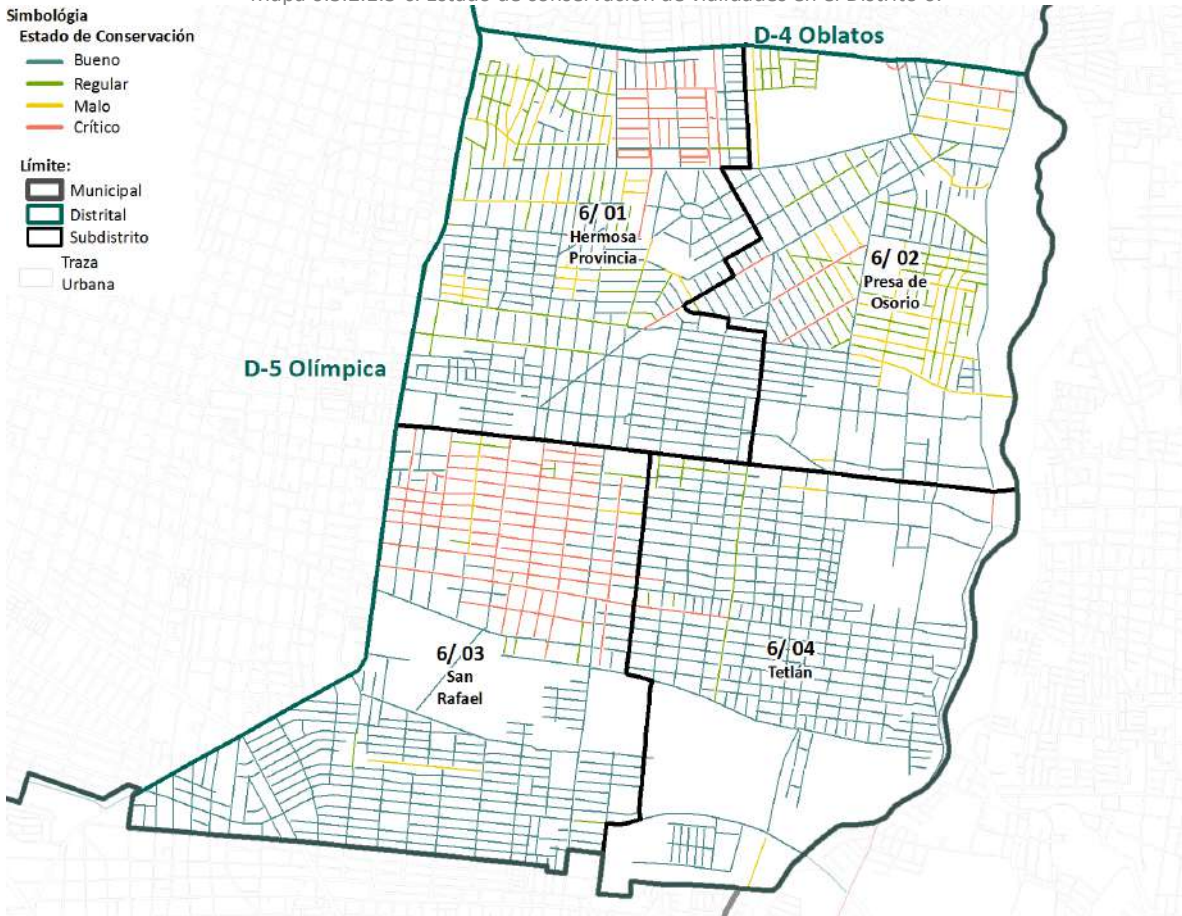 Simbólogia
Estado de Conservación
Bueno
Regular
Malo
Crítico
Límite:
Municipal
Distrital
Subdistrito
Traza
Urbana
D-4 Oblatos
6/ 01
Hermosa
Provincia
6/ 02
Presa de
Osorio
D-5 Olímpica
6/ 03
San
Rafael
6/ 04
Tetlán